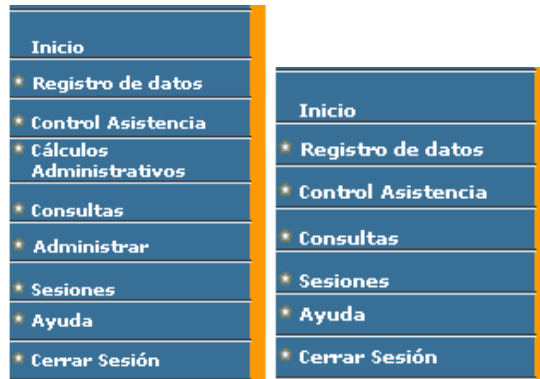 Inicio
Registro de datos
Control Asistencia
Cálculos
Administrativos
Consultas
Administrar
Sesiones
Ayuda
Cerrar Sesión
Inicio
Registro de datos
Control Asistencia
Consultas
Sesiones
Ayuda
Cerrar Sesión